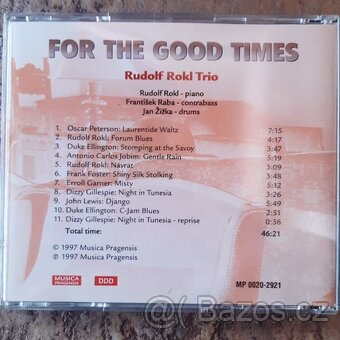 FOR THE GOOD TIMES
Rudolf Rokl Trio
Rudolf Rokl - piano
František Raba - contrabass
Jan Žižka - drums
1 Oscar Peterson: Laurentide Waltz 7:15
2 Rudolf Rokl: Forum Blues 4:17
3 Duke Ellington: Stomping at the Savoy 3:47
4 Antonio Carlos Jobim: Gentle Rain 5:19
5 Rudolf Rokl: Návrat 3:09
6 Frank Foster: Shiny Silk Stolking 3:48
7 Erroll Garner: Misty 5:12
8 Dizzy Gillespie: Night in Tunesia 3:26
9 John Lewis: Django 5:49
10 Duke Ellington: C-Jam Blues 2:51
11 Dizzy Gillespie: Night in Tunesia - reprise 0:36
Total time: 46:21
© 1997 Musica Pragensis
℗ 1997 Musica Pragensis
MUSICA PRAGENSIS DDD MP 0020-2921
Bazos.cz